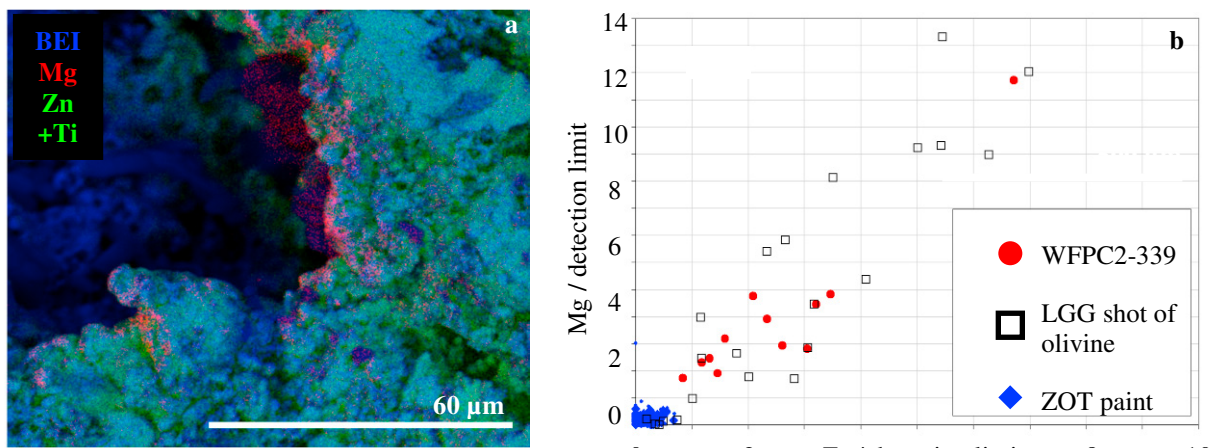 a
BEI
Mg
Zn
+Ti
60 µm
b
Mg / detection limit
14
12
10
8
6
4
2
0
WFPC2-339
LGG shot of
olivine
ZOT paint